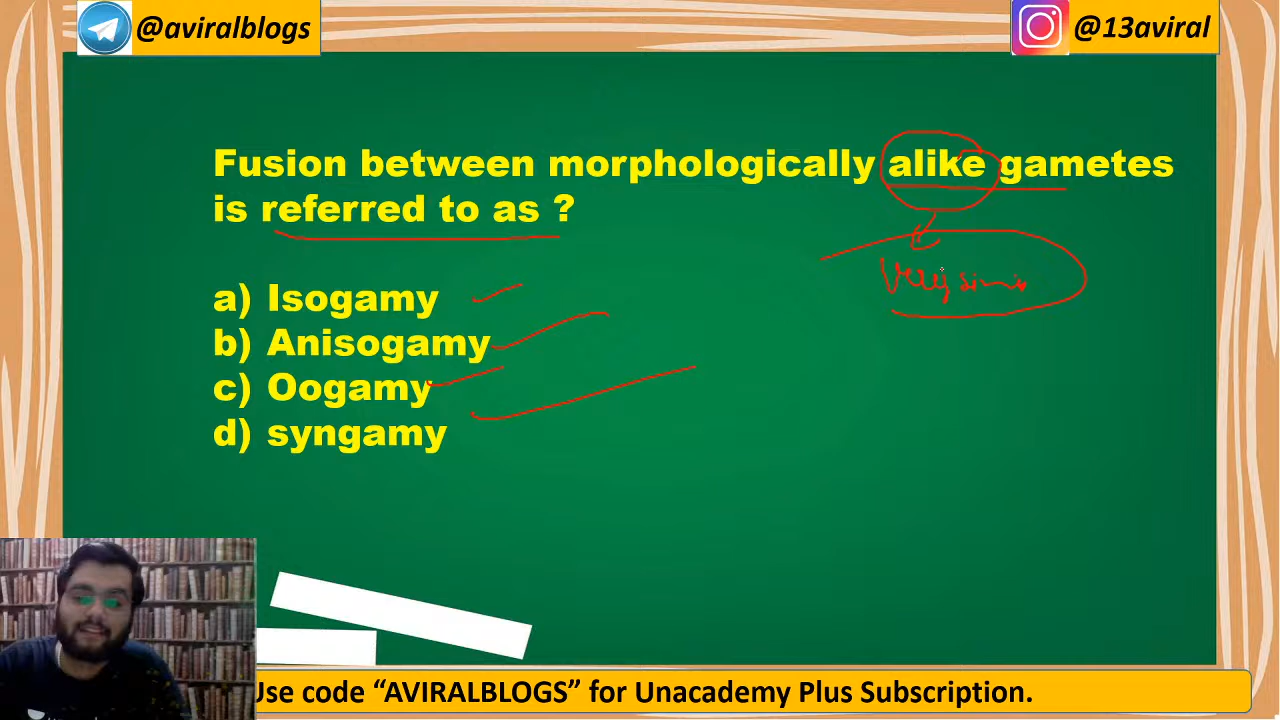 @aviralblogs
@13aviral
Fusion between morphologically alike gametes
is referred to as ?
a) Isogamy
b) Anisogamy
c) Oogamy
d) syngamy
Very
Use code “AVIRALBLOGS” for Unacademy Plus Subscription.